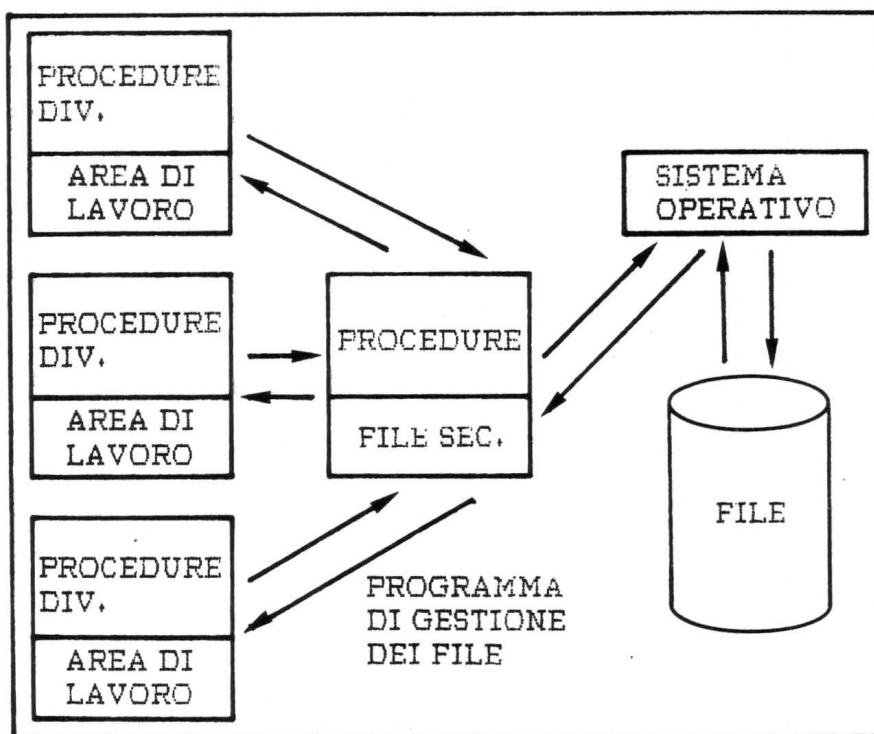 PROCEDURE
DIV.
AREA DI
LAVORO
PROCEDURE
DIV.
AREA DI
LAVORO
PROCEDURE
DIV.
AREA DI
LAVORO
PROCEDURE
FILE SEC.
PROGRAMMA
DI GESTIONE
DEI FILE
SISTEMA
OPERATIVO
FILE